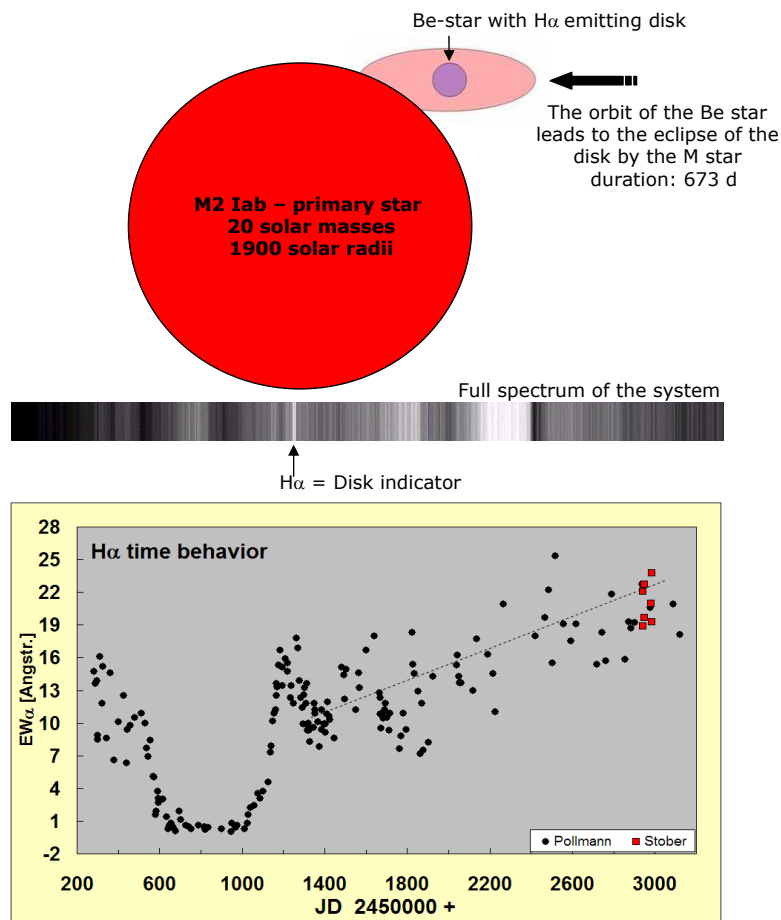 Be-star with Hα emitting disk
The orbit of the Be star
leads to the eclipse of the
disk by the M star
duration: 673 d
M2 Iab – primary star
20 solar masses
1900 solar radii
Full spectrum of the system
Hα = Disk indicator
Hα time behavior
EWα [Angstr.]
28
25
22
19
16
13
10
7
4
1
-2
Pollmann Stober
200 600 1000 1400 1800 2200 2600 3000
JD 2450000 +